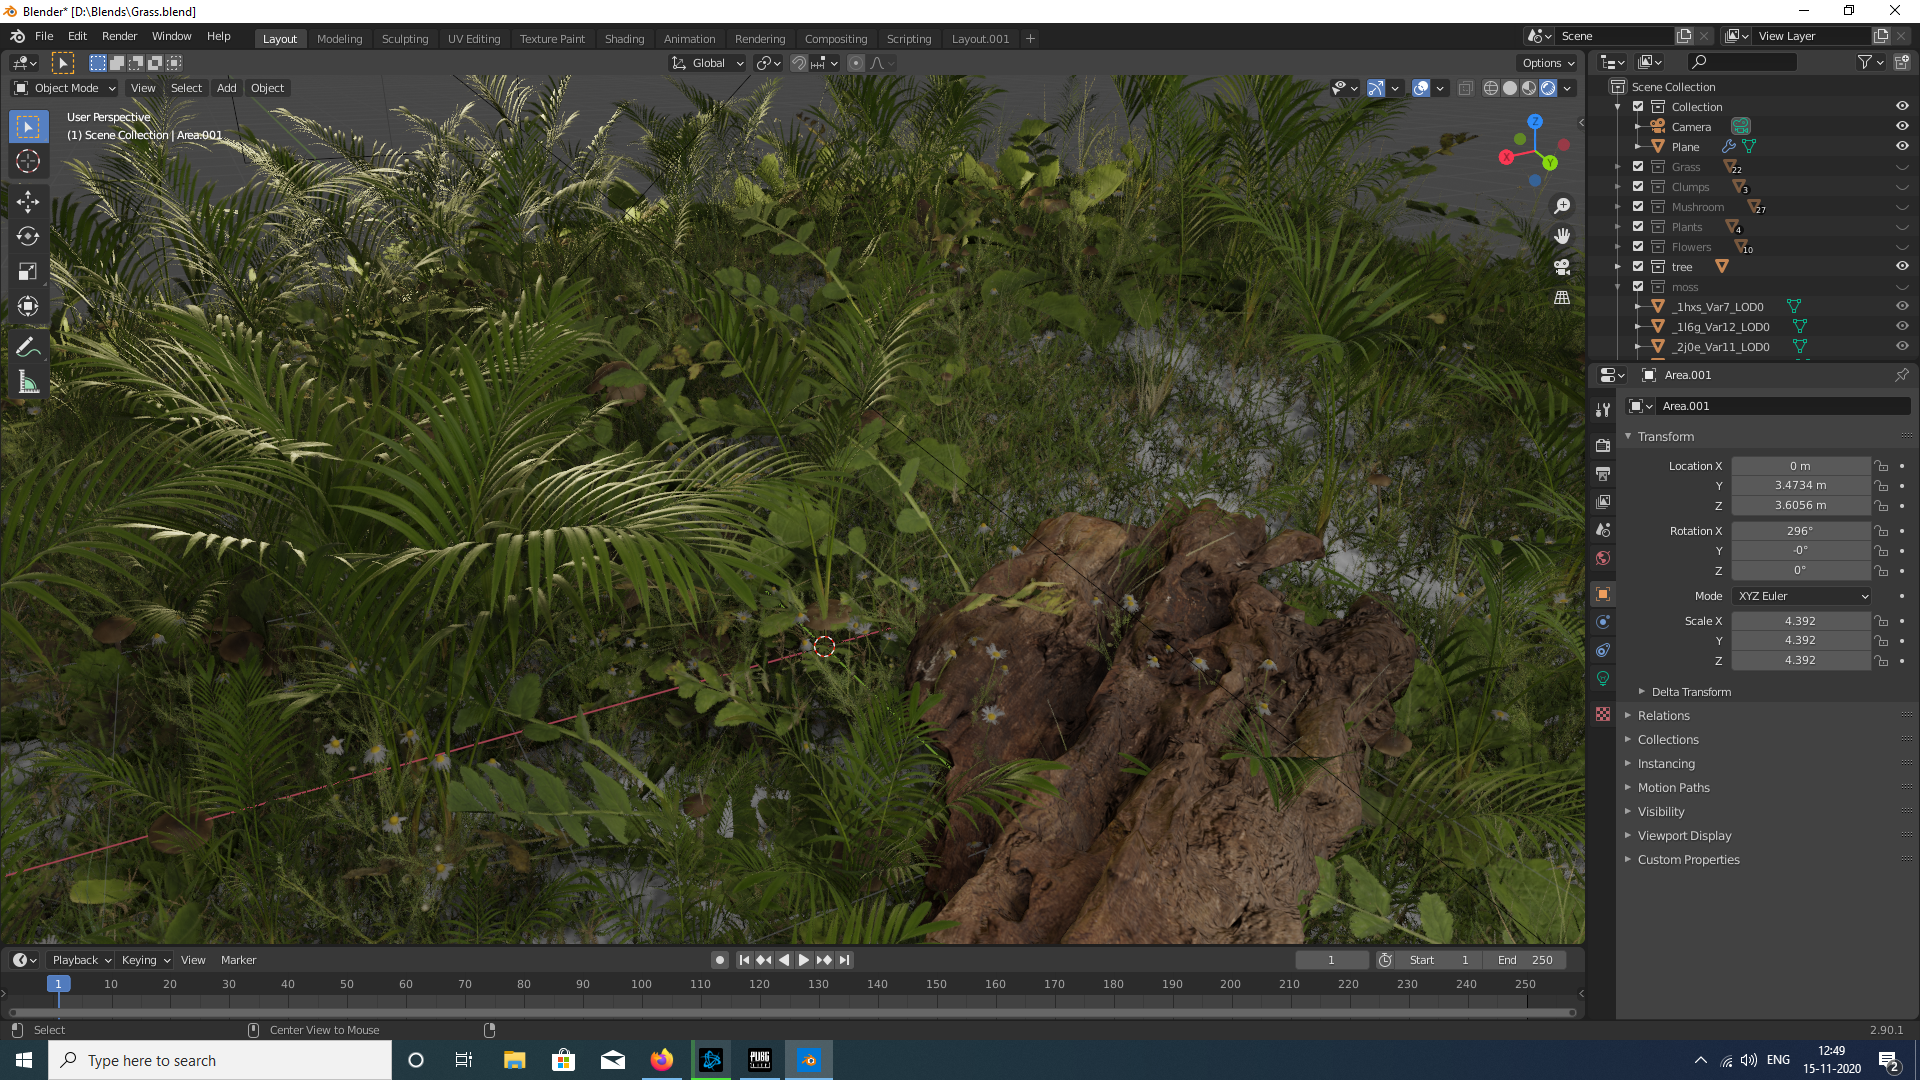 Blender* [D:\Blends\Grass.blend]
File Edit Render Window Help Layout Modeling Sculpting UV Editing Texture Paint Shading Animation Rendering Compositing Scripting Layout.001 + Scene View Layer
Global Options
Object Mode View Select Add Object
User Perspective
(1) Scene Collection | Area.001
Z
X
Y
Scene Collection
Collection
Camera
Plane
Grass 22
Clumps 3
Mushroom 27
Plants 4
Flowers 10
tree
moss
_1hxs_Var7_LOD0
_1l6g_Var12_LOD0
_2j0e_Var11_LOD0
Area.001
Area.001
Transform
Location X 0 m
Y 3.4734 m
Z 3.6056 m
Rotation X 296°
Y -0°
Z 0°
Mode XYZ Euler
Scale X 4.392
Y 4.392
Z 4.392
Delta Transform
Relations
Collections
Instancing
Motion Paths
Visibility
Viewport Display
Custom Properties
Playback Keying View Marker 1 Start 1 End 250
1 10 20 30 40 50 60 70 80 90 100 110 120 130 140 150 160 170 180 190 200 210 220 230 240 250
Select Center View to Mouse 2.90.1
Type here to search PUBG ENG 12:49
15-11-2020 2